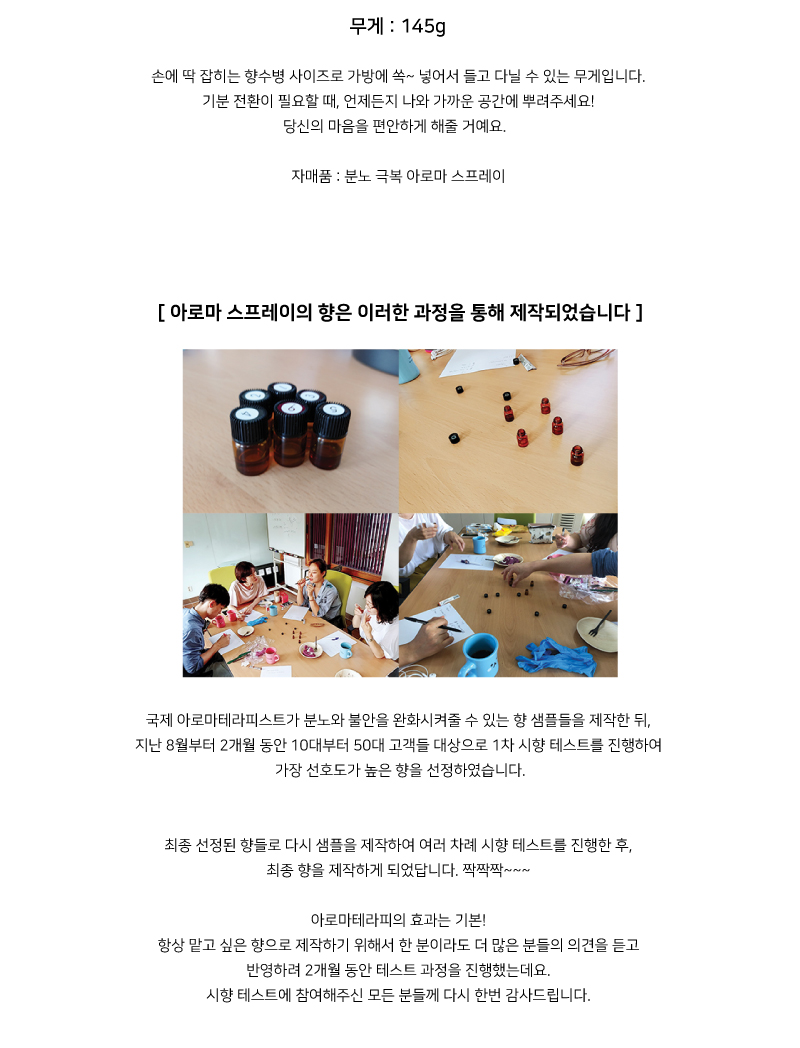 무게 : 145g
손에 딱 잡히는 향수병 사이즈로 가방에 쏙~ 넣어서 들고 다닐 수 있는 무게입니다.
기분 전환이 필요할 때, 언제든지 나와 가까운 공간에 뿌려주세요!
당신의 마음을 편안하게 해줄 거예요.
자매품 : 분노 극복 아로마 스프레이
[ 아로마 스프레이의 향은 이러한 과정을 통해 제작되었습니다 ]
국제 아로마테라피스트가 분노와 불안을 완화시켜줄 수 있는 향 샘플들을 제작한 뒤,
지난 8월부터 2개월 동안 10대부터 50대 고객들 대상으로 1차 시향 테스트를 진행하여
가장 선호도가 높은 향을 선정하였습니다.
최종 선정된 향들로 다시 샘플을 제작하여 여러 차례 시향 테스트를 진행한 후,
최종 향을 제작하게 되었답니다. 짝짝짝~~~
아로마테라피의 효과는 기본!
항상 맡고 싶은 향으로 제작하기 위해서 한 분이라도 더 많은 분들의 의견을 듣고
반영하려 2개월 동안 테스트 과정을 진행했는데요.
시향 테스트에 참여해주신 모든 분들께 다시 한번 감사드립니다.